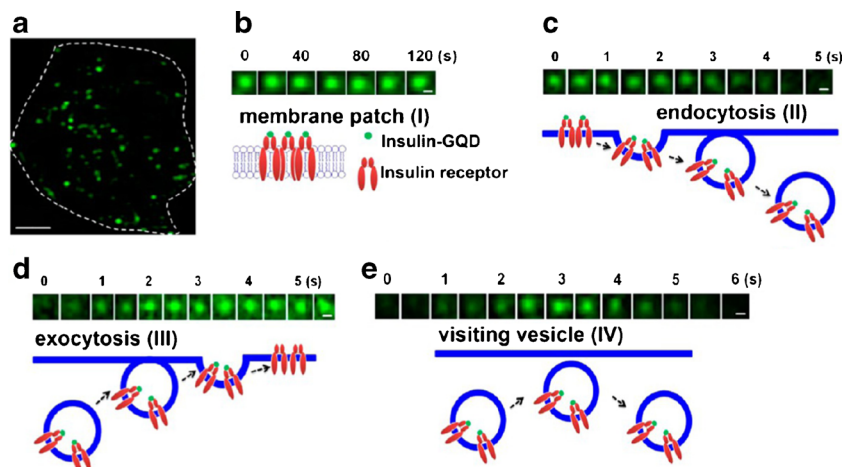 a
b
0 40 80 120 (s)
membrane patch (I)
Insulin-GQD
Insulin receptor
c
0 1 2 3 4 5 (s)
endocytosis (II)
d
0 1 2 3 4 5 (s)
exocytosis (III)
e
0 1 2 3 4 5 6 (s)
visiting vesicle (IV)